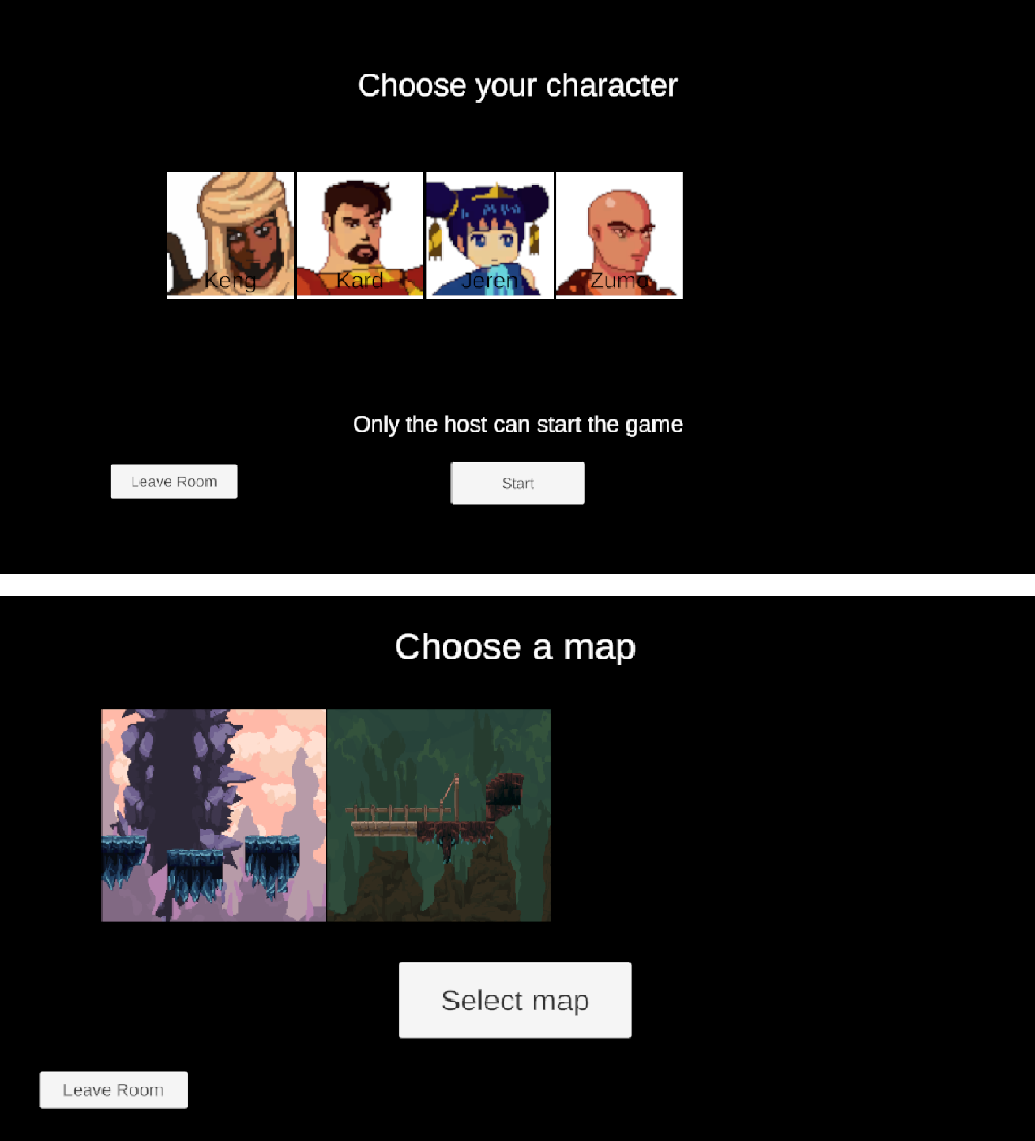 Choose your character
Keng
Kard
Jeren
Zumo
Only the host can start the game
Leave Room
Start
Choose a map
Select map
Leave Room